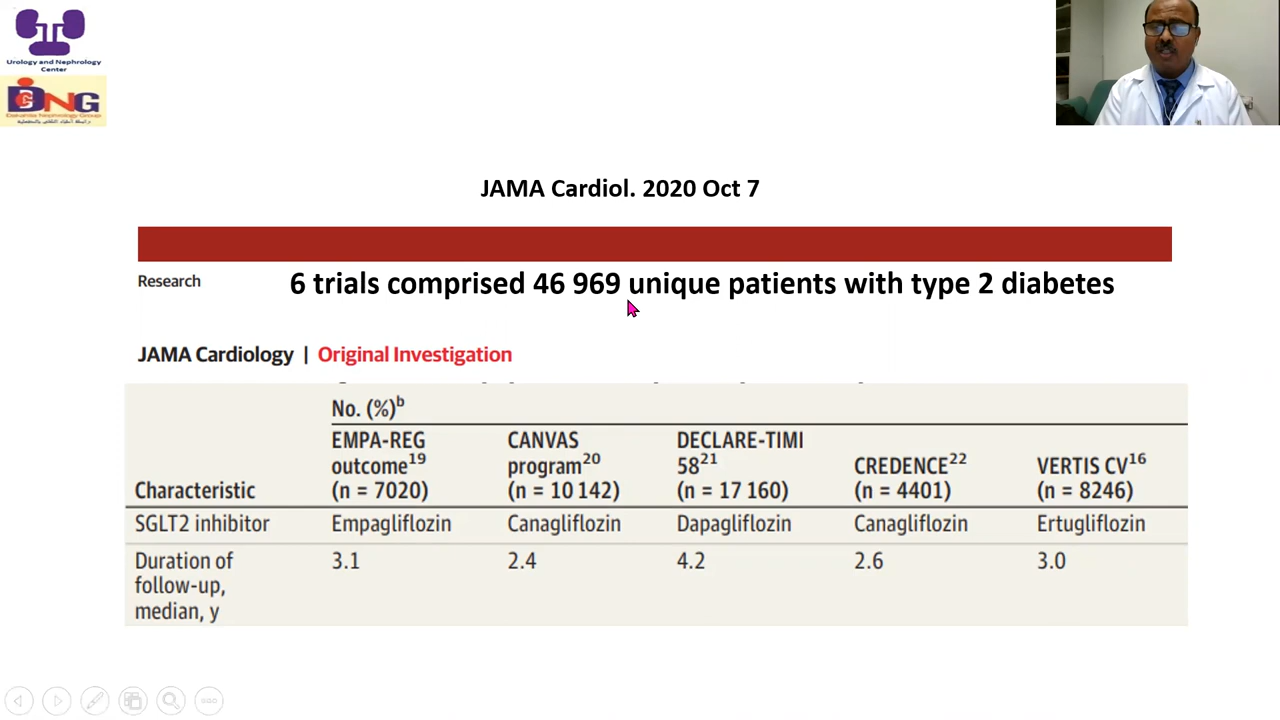 Urology and Nephrology
Center
DNG
JAMA Cardiol. 2020 Oct 7
Research
6 trials comprised 46 969 unique patients with type 2 diabetes
JAMA Cardiology | Original Investigation
No. (%)b
Characteristic
EMPA-REG
outcome19
(n = 7020)
CANVAS
program20
(n = 10 142)
DECLARE-TIMI
5821
(n = 17 160)
CREDENCE22
(n = 4401)
VERTIS CV16
(n = 8246)
SGLT2 inhibitor Empagliflozin Canagliflozin Dapagliflozin Canagliflozin Ertugliflozin
Duration of
follow-up,
median, y
3.1 2.4 4.2 2.6 3.0